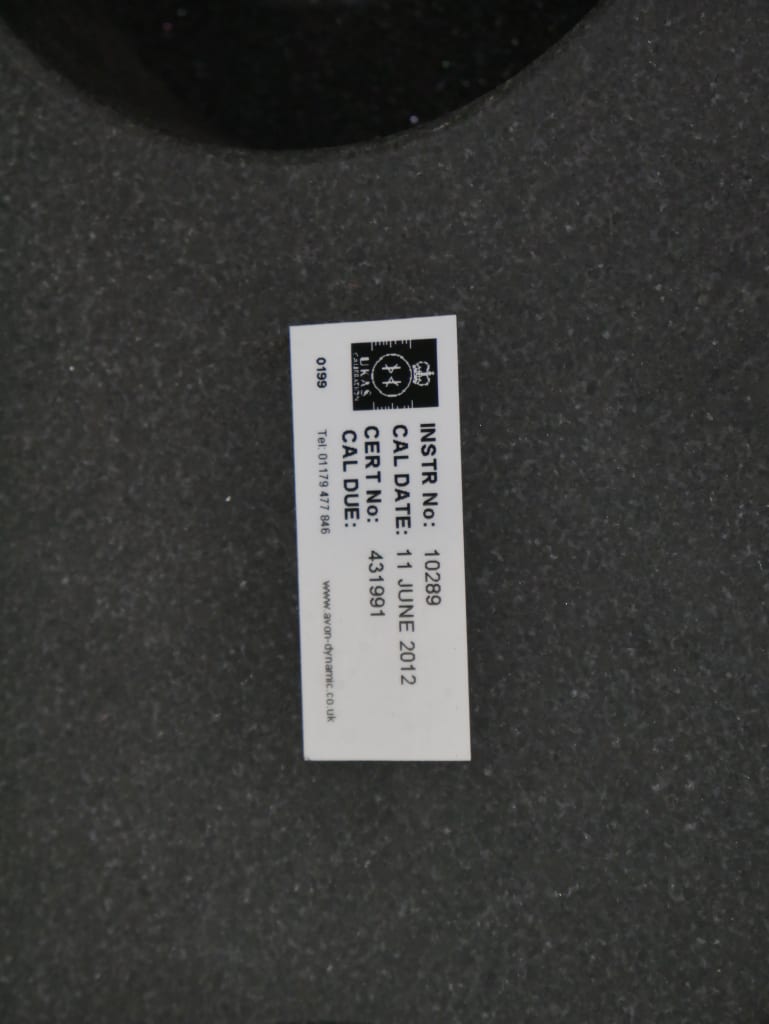 UKAS
CALIBRATION
0199
INSTR No: 10289
CAL DATE: 11 JUNE 2012
CERT No: 431991
CAL DUE:
Tel: 01179 477 846 www.avon-dynamic.co.uk